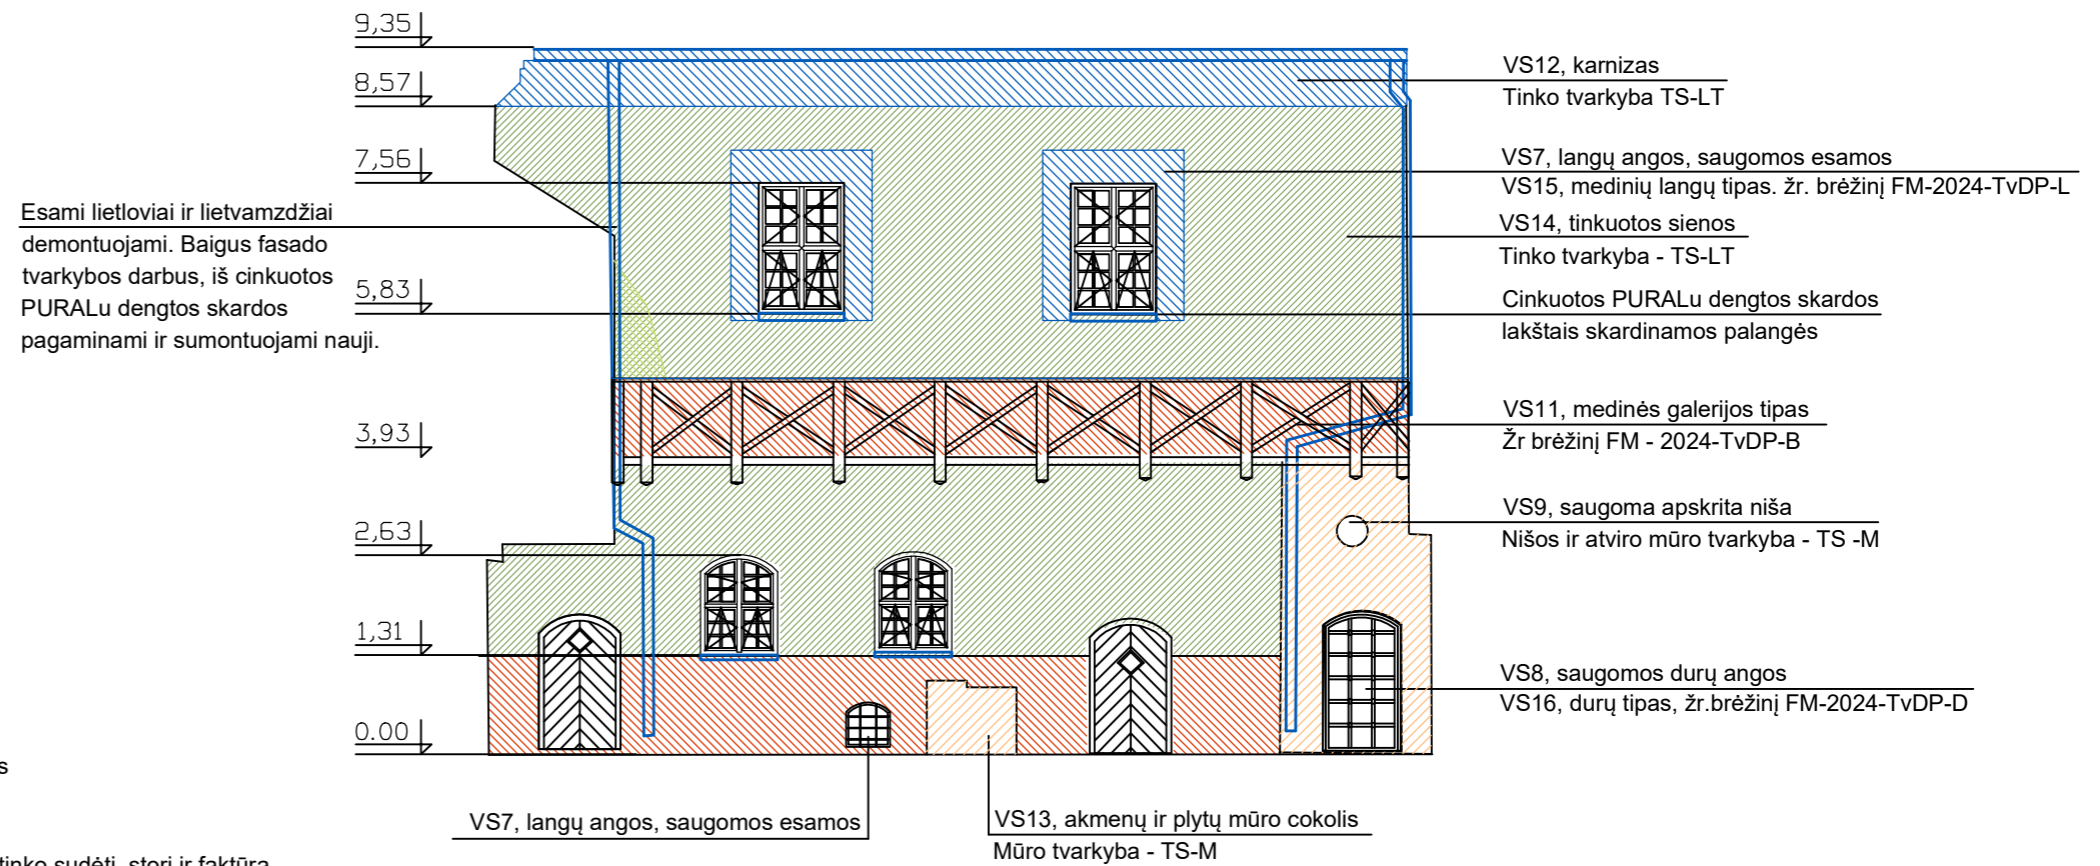 9,35
8,57
7,56
5,83
3,93
2,63
1,31
0.00
Esami lietloviai ir lietvamzdžiai
demontuojami. Baigus fasado
tvarkybos darbus, iš cinkuotos
PURALu dengtos skardos
pagaminami ir sumontuojami nauji.
VS12, karnizas
Tinko tvarkyba TS-LT
VS7, langų angos, saugomos esamos
VS15, medinių langų tipas. žr. brėžinį FM-2024-TvDP-L
VS14, tinkuotos sienos
Tinko tvarkyba - TS-LT
Cinkuotos PURALu dengtos skardos
lakštais skardinamos palangės
VS11, medinės galerijos tipas
Žr brėžinį FM - 2024-TvDP-B
VS9, saugoma apskrita niša
Nišos ir atviro mūro tvarkyba - TS -M
VS8, saugomos durų angos
VS16, durų tipas, žr.brėžinį FM-2024-TvDP-D
VS7, langų angos, saugomos esamos
VS13, akmenų ir plytų mūro cokolis
Mūro tvarkyba - TS-M
s
tinko sudėtį, storį ir faktūrą